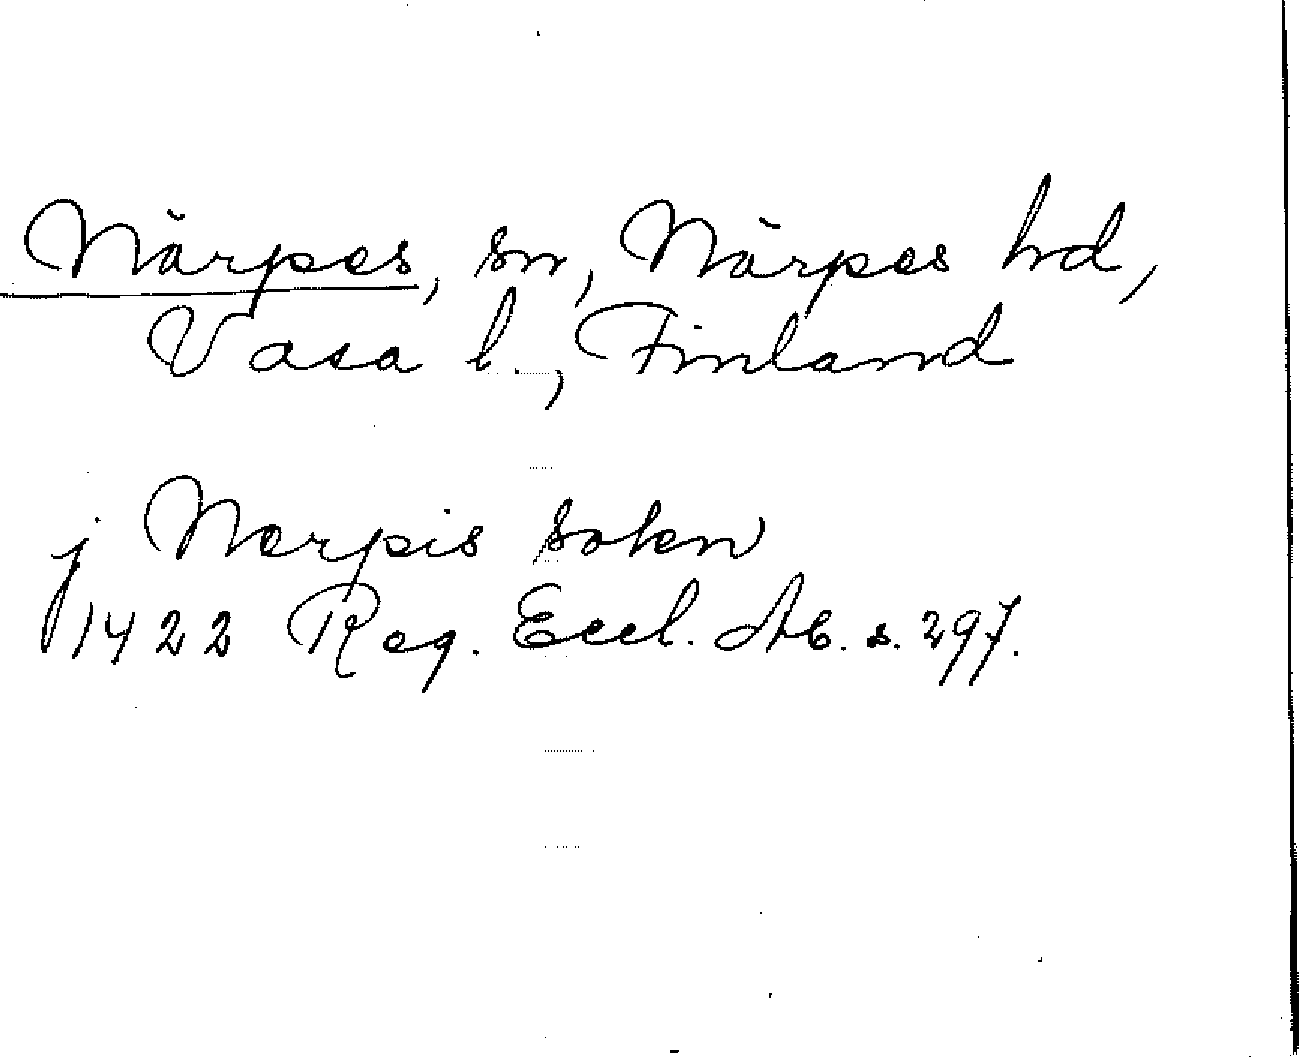 Närpes, sn, Närpes hd,
Vasa l., Finland
j Nerpis sokn
1422 Reg. Eccl. Ab. s. 297.